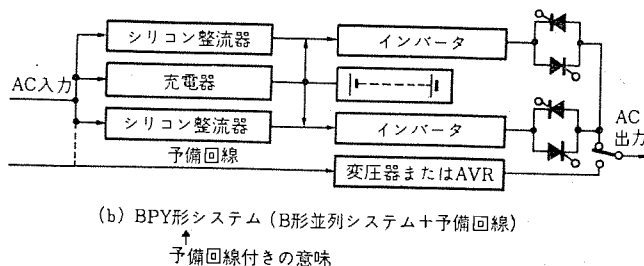 シリコン整流器
インバータ
AC入力
充電器
シリコン整流器
インバータ
AC
出力
予備回線
変圧器またはAVR
(b) BPY形システム(B形並列システム+予備回線)
予備回線付きの意味